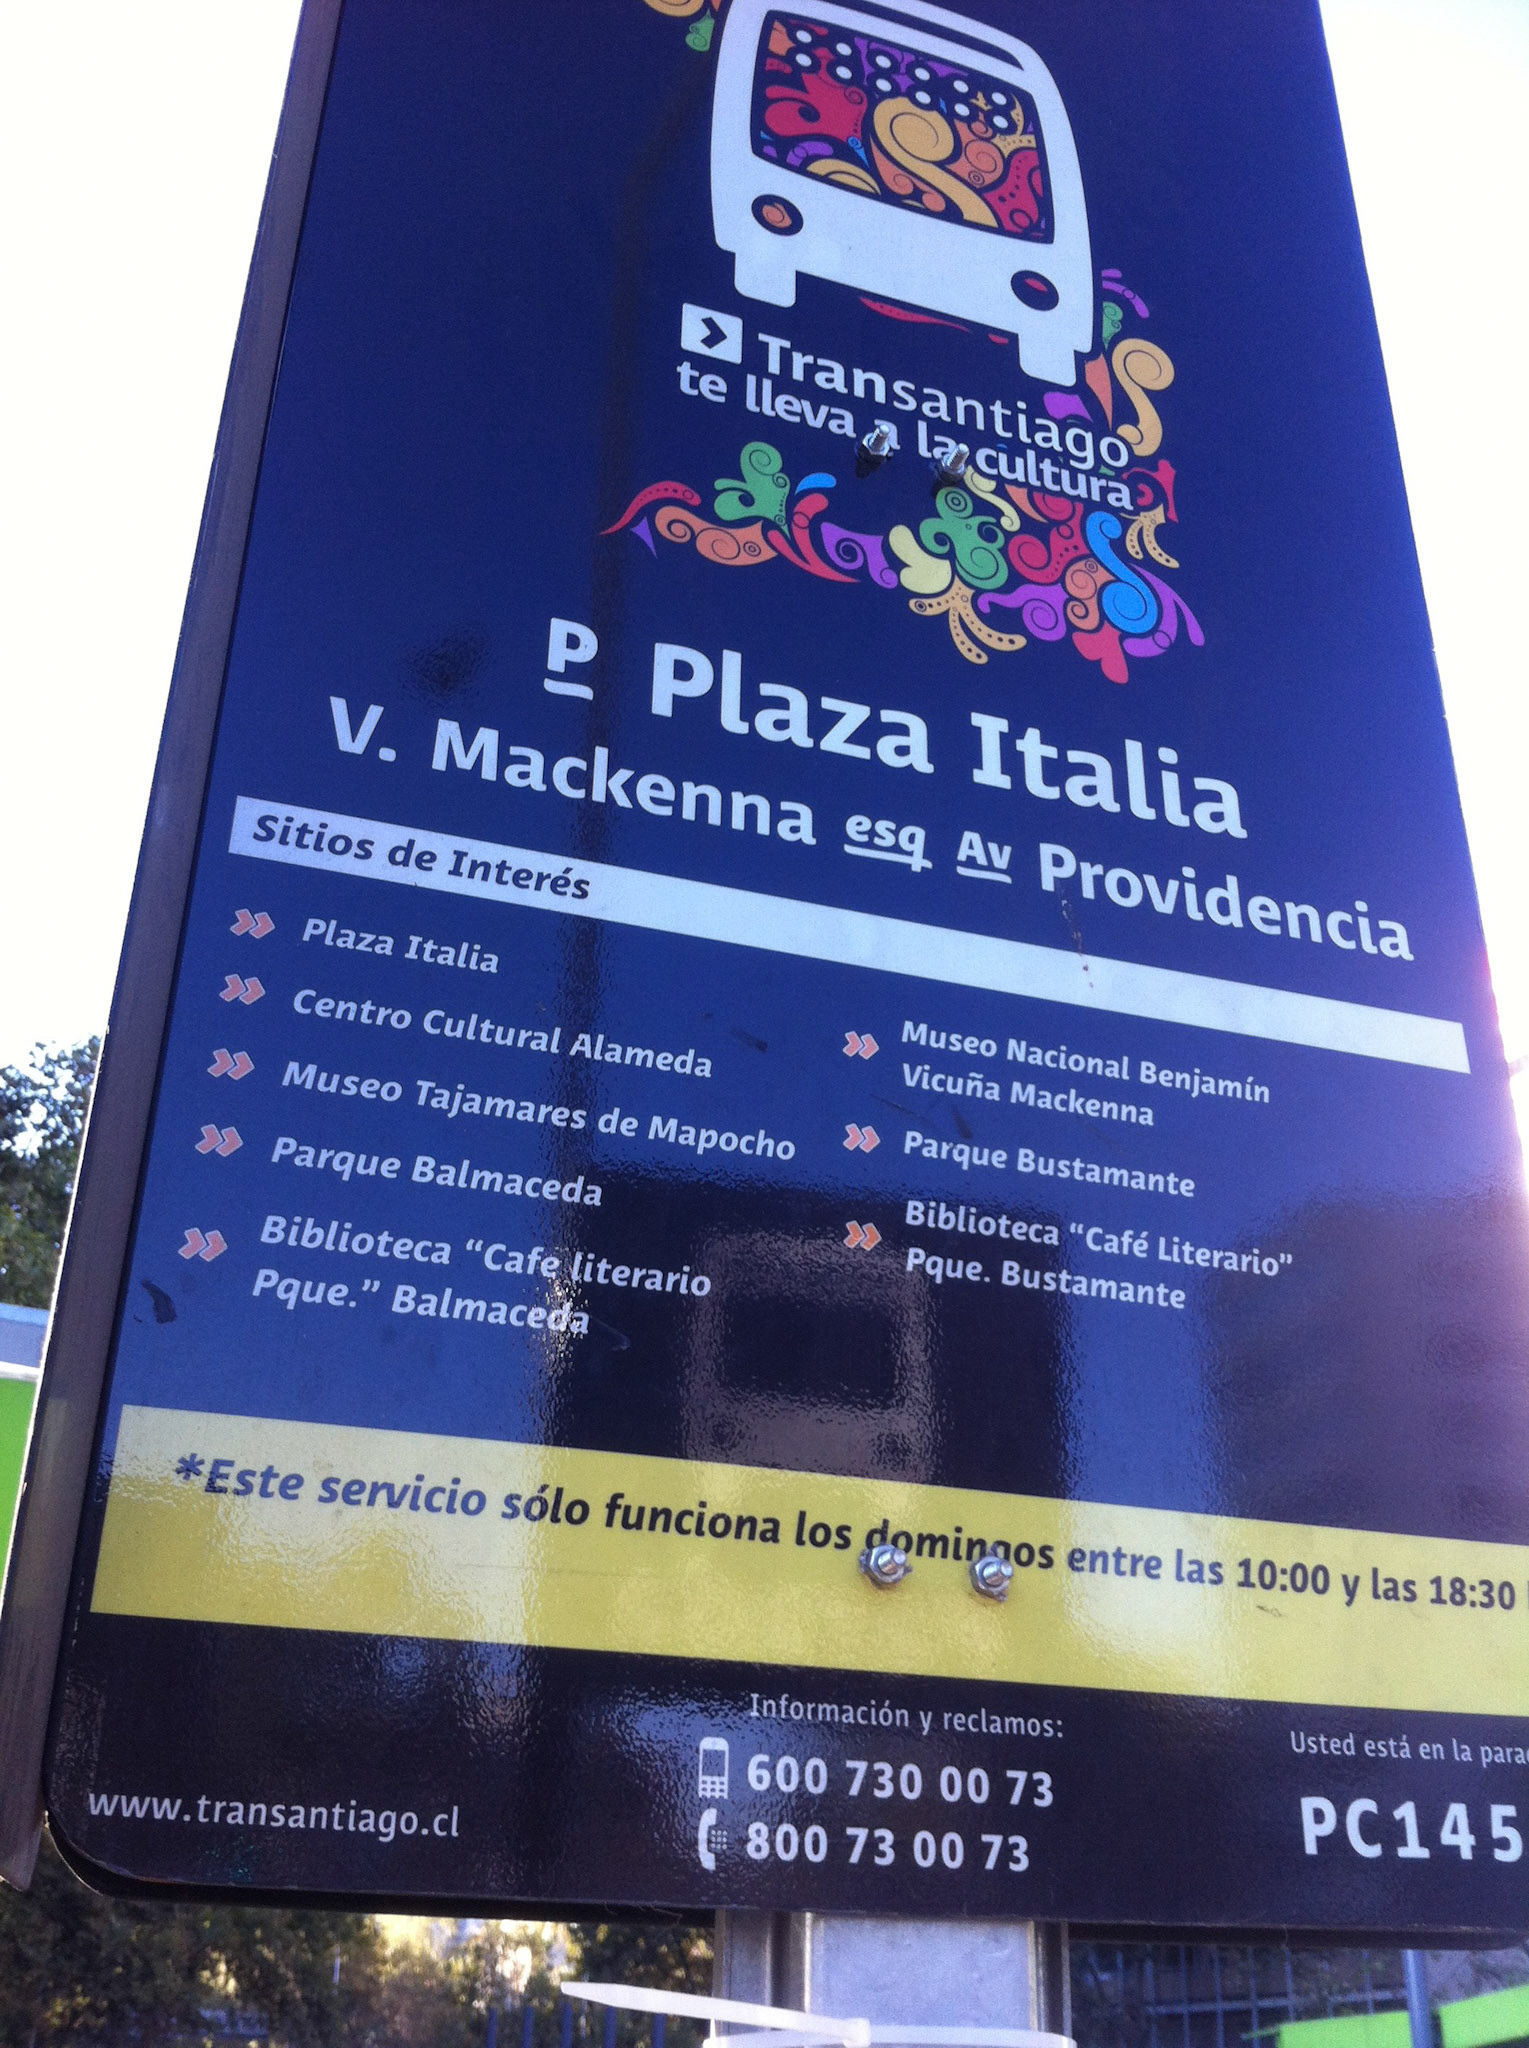 Transantiago
te lleva a la cultura
P Plaza Italia
V. Mackenna esq Av Providencia
Sitios de Interés
Plaza Italia
Centro Cultural Alameda
Museo Tajamares de Mapocho
Parque Balmaceda
Biblioteca “Cafe literario
Pque.” Balmaceda
Museo Nacional Benjamín
Vicuña Mackenna
Parque Bustamante
Biblioteca “Café Literario”
Pque. Bustamante
*Este servicio sólo funciona los domingos entre las 10:00 y las 18:30
Información y reclamos:
600 730 00 73
800 73 00 73
www.transantiago.cl
Usted está en la para
PC145